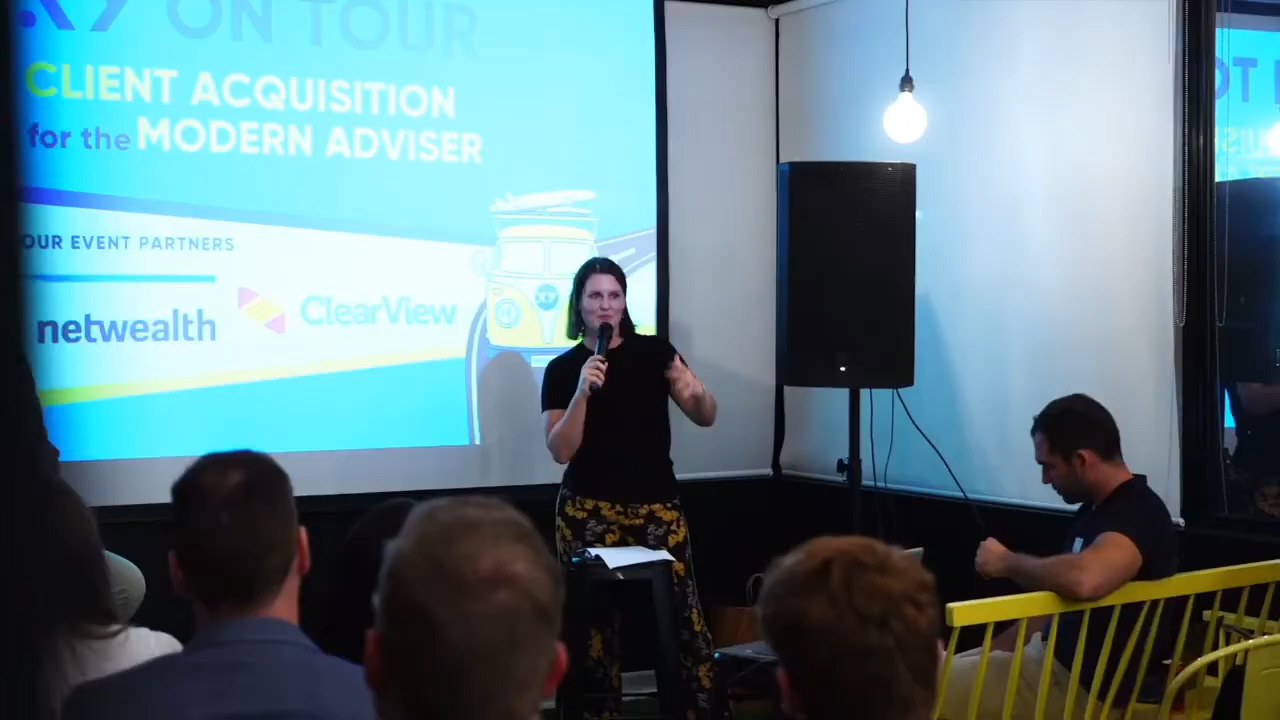 ON TOUR
CLIENT ACQUISITION
for the MODERN ADVISER
OUR EVENT PARTNERS
netwealth
ClearView